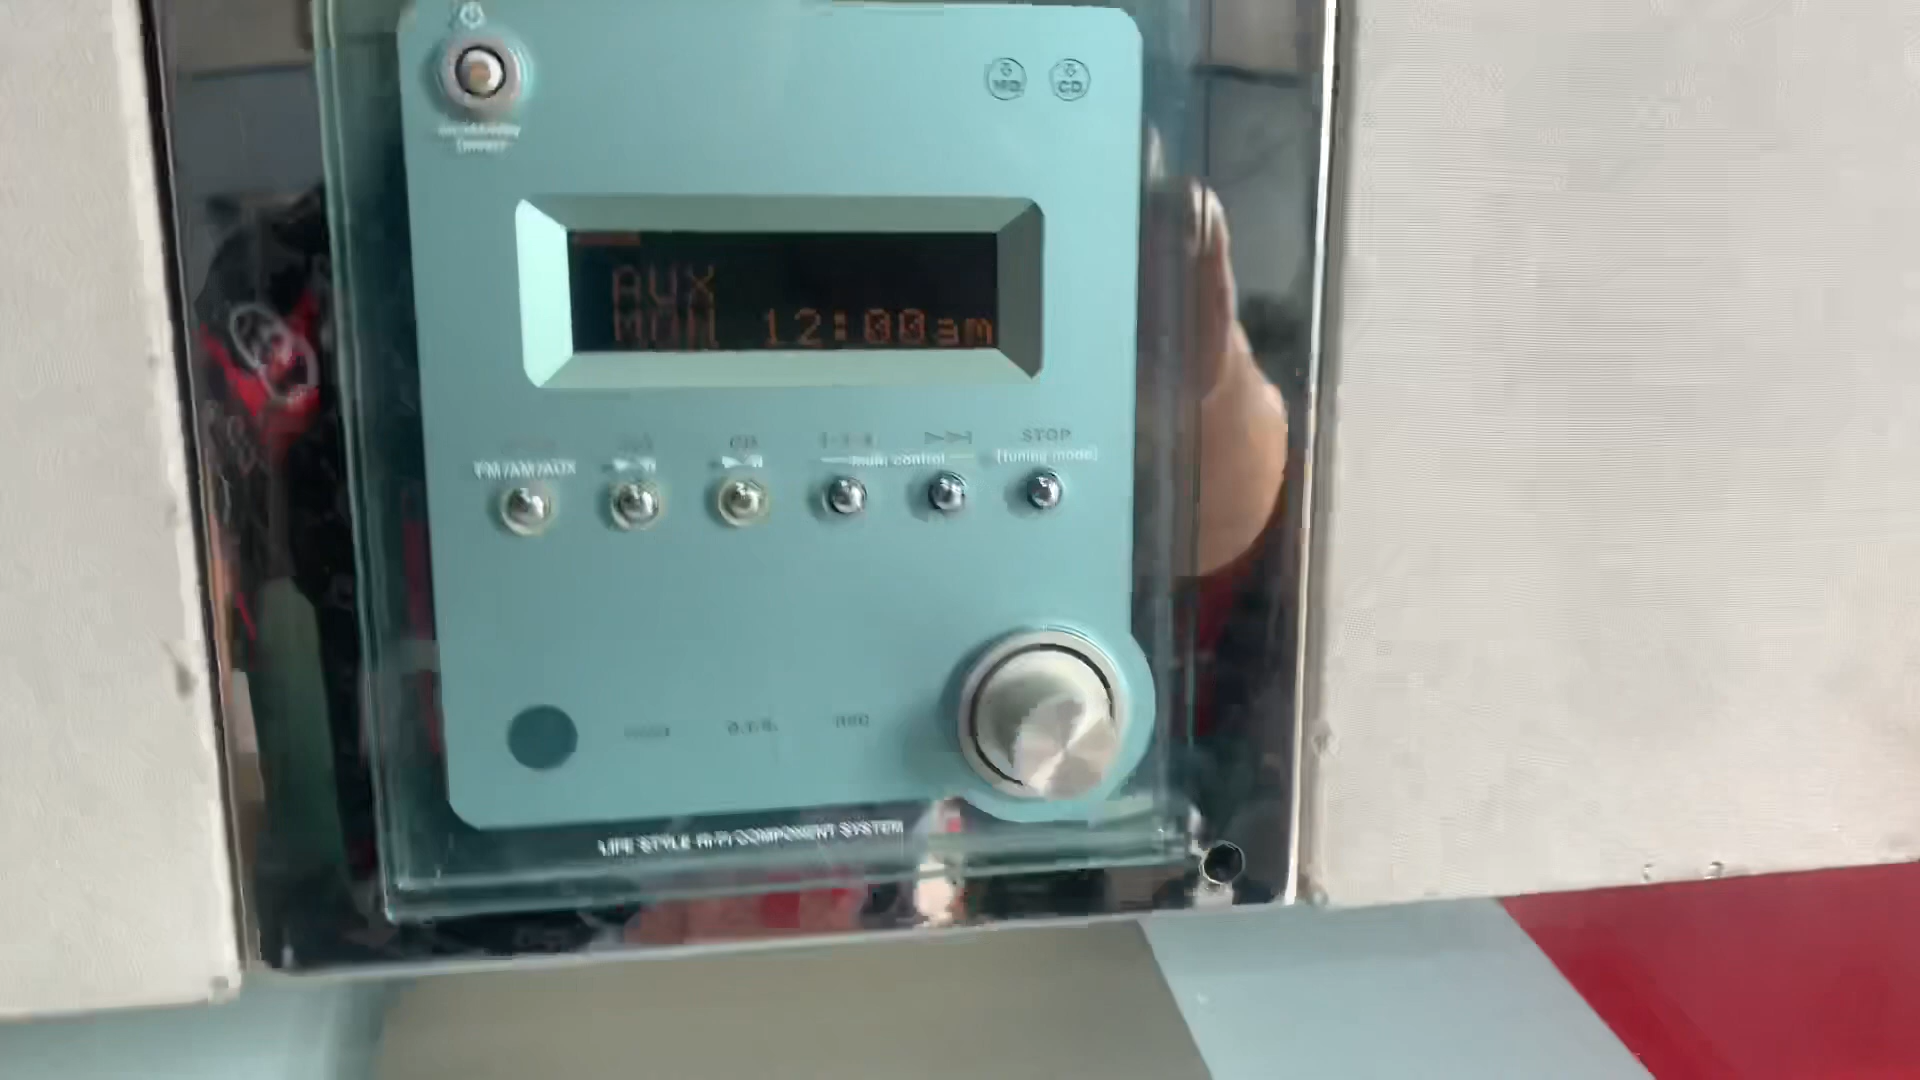 MD CD
AUX
MON 12:00am
CD STOP
FM/AM/AUX multi control (tuning mode)
REC
LIFE STYLE Hi-Fi COMPONENT SYSTEM